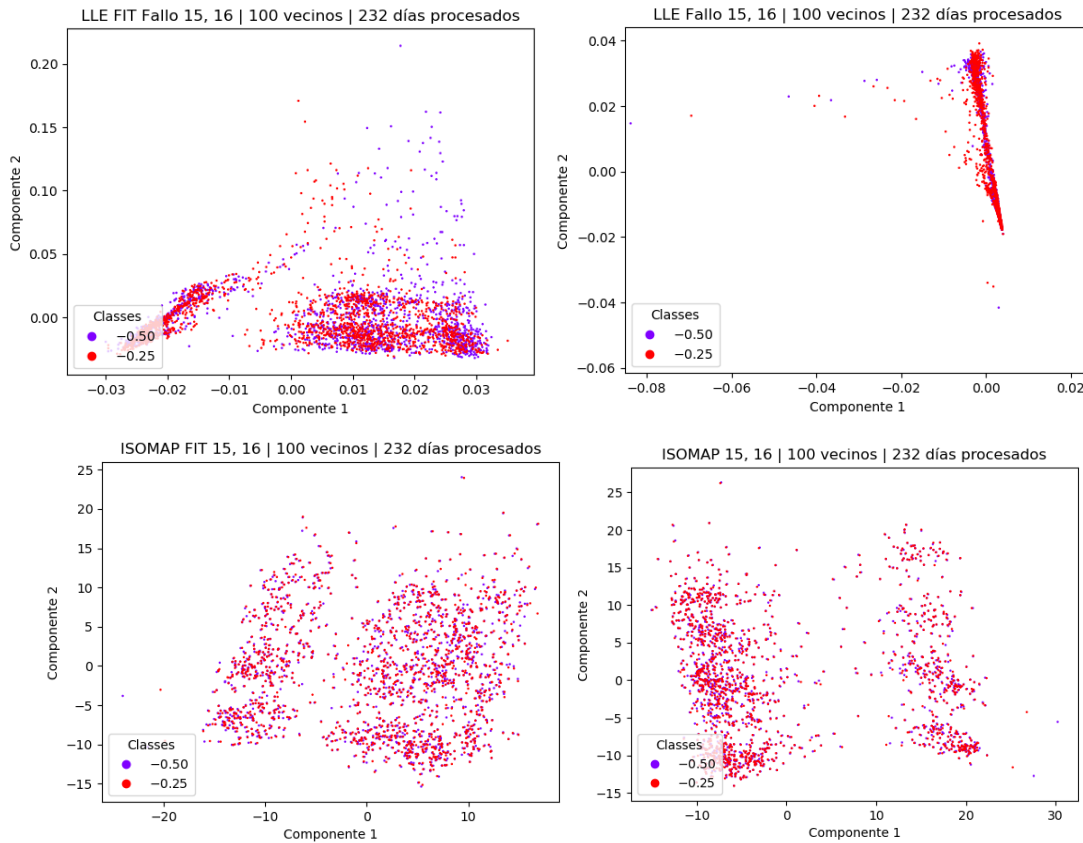 LLE FIT Fallo 15, 16 | 100 vecinos | 232 días procesados
Componente 2
0.20
0.15
0.10
0.05
0.00
Classes
−0.50
−0.25
−0.03 −0.02 −0.01 0.00 0.01 0.02 0.03
Componente 1
LLE Fallo 15, 16 | 100 vecinos | 232 días procesados
Componente 2
0.04
0.02
0.00
−0.02
−0.04
−0.06
Classes
−0.50
−0.25
−0.08 −0.06 −0.04 −0.02 0.00 0.02
Componente 1
ISOMAP FIT 15, 16 | 100 vecinos | 232 días procesados
Componente 2
25
20
15
10
5
0
−5
−10
−15
Classes
−0.50
−0.25
−20 −10 0 10
Componente 1
ISOMAP 15, 16 | 100 vecinos | 232 días procesados
Componente 2
25
20
15
10
5
0
−5
−10
−15
Classes
−0.50
−0.25
−10 0 10 20 30
Componente 1